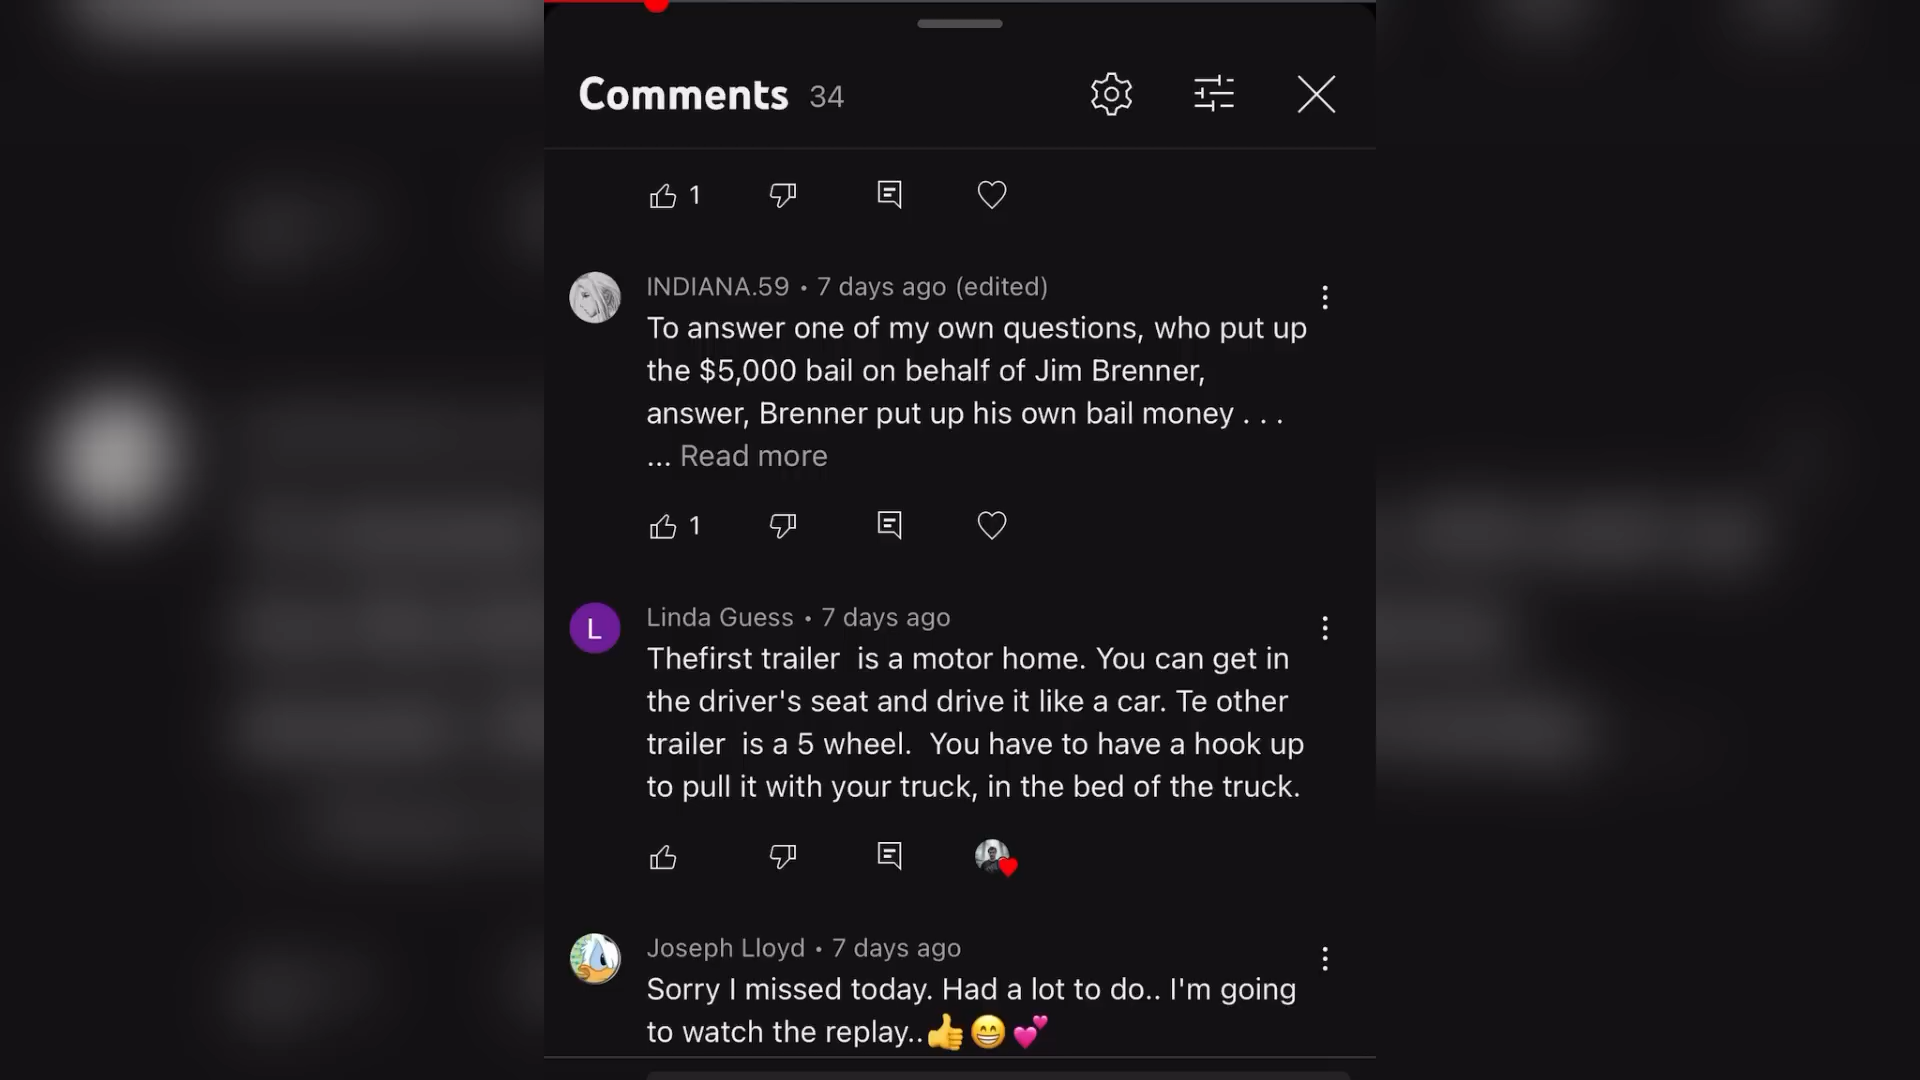 Comments 34
1
INDIANA.59 • 7 days ago (edited)
To answer one of my own questions, who put up
the $5,000 bail on behalf of Jim Brenner,
answer, Brenner put up his own bail money . . .
... Read more
1
Linda Guess • 7 days ago
Thefirst trailer  is a motor home. You can get in
the driver's seat and drive it like a car. Te other
trailer  is a 5 wheel.  You have to have a hook up
to pull it with your truck, in the bed of the truck.
L
Joseph Lloyd • 7 days ago
Sorry I missed today. Had a lot to do.. I'm going
to watch the replay..👍😁💕